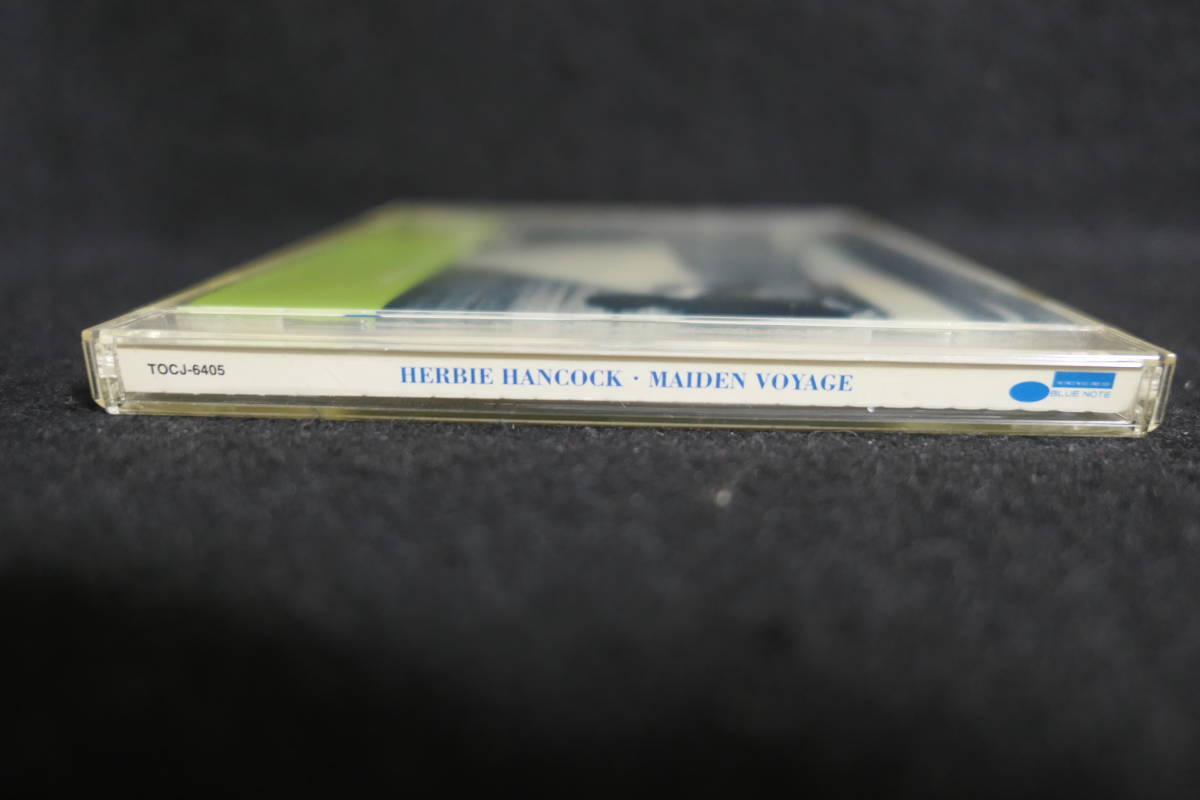 TOCJ-6405
HERBIE HANCOCK · MAIDEN VOYAGE
BLUE NOTE